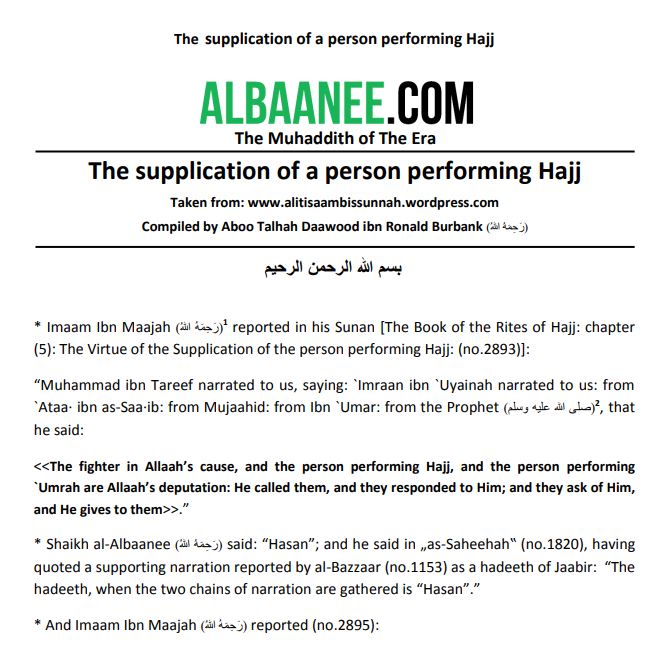 The supplication of a person performing Hajj
ALBAANEE.COM
The Muhaddith of The Era
The supplication of a person performing Hajj
Taken from: www.alitisaambissunnah.wordpress.com
Compiled by Aboo Talhah Daawood ibn Ronald Burbank (رَحِمَهُ اللهُ)
بسم الله الرحمن الرحيم
* Imaam Ibn Maajah (رَحِمَهُ اللهُ)¹ reported in his Sunan [The Book of the Rites of Hajj: chapter
(5): The Virtue of the Supplication of the person performing Hajj: (no.2893)]:
“Muhammad ibn Tareef narrated to us, saying: `Imraan ibn `Uyainah narrated to us: from
`Ataa· ibn as-Saa·ib: from Mujaahid: from Ibn `Umar: from the Prophet (صلى الله عليه وسلم)², that
he said:
<<The fighter in Allaah’s cause, and the person performing Hajj, and the person performing
`Umrah are Allaah’s deputation: He called them, and they responded to Him; and they ask of Him,
and He gives to them>>.”
* Shaikh al-Albaanee (رَحِمَهُ اللهُ) said: “Hasan”; and he said in „as-Saheehah‟ (no.1820), having
quoted a supporting narration reported by al-Bazzaar (no.1153) as a hadeeth of Jaabir: “The
hadeeth, when the two chains of narration are gathered is “Hasan”.”
* And Imaam Ibn Maajah (رَحِمَهُ اللهُ) reported (no.2895):